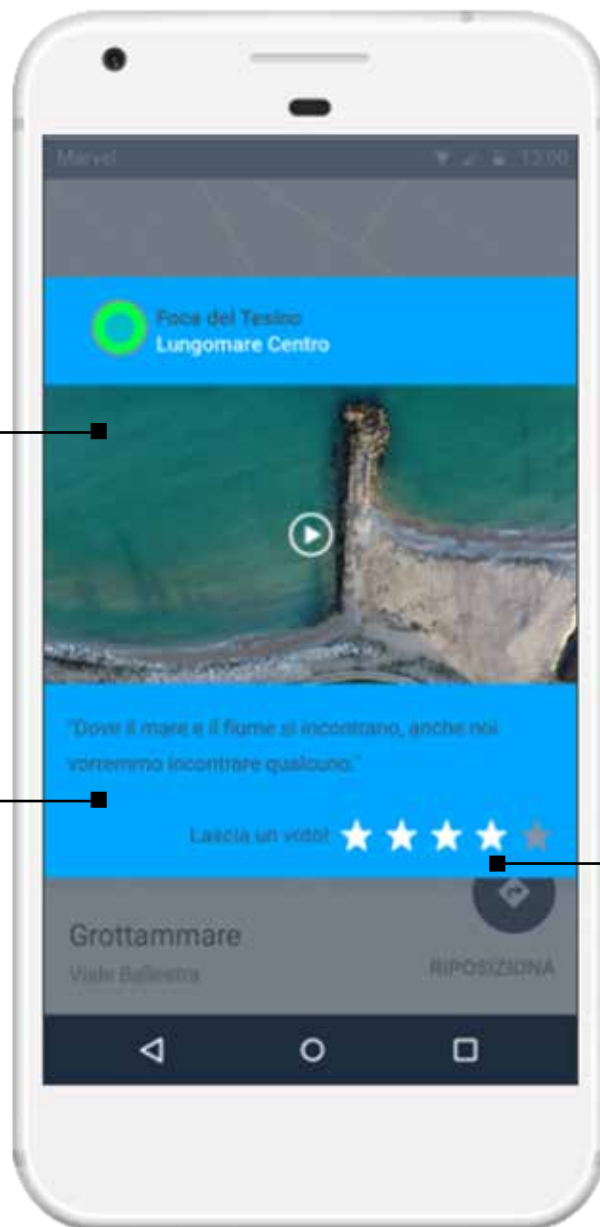 Marvel 13:00
Foce del Tesino
Lungomare Centro
"Dove il mare e il fiume si incontrano, anche noi
vorremmo incontrare qualcuno."
Lascia un voto!
Grottammare
Viale Ballestra
RIPOSIZIONA